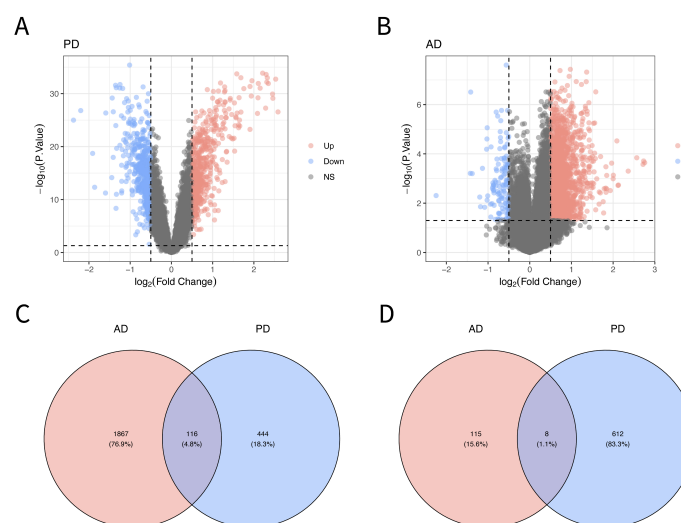 A
PD
30
20
10
0
−log10(P.Value)
−2
−1
0
1
2
log2(Fold Change)
Up
Down
NS
B
AD
6
4
2
0
−log10(P.Value)
−2
−1
0
1
2
3
log2(Fold Change)
C
AD
PD
1867
(76.9%)
116
(4.8%)
444
(18.3%)
D
AD
PD
115
(15.6%)
8
(1.1%)
612
(83.3%)